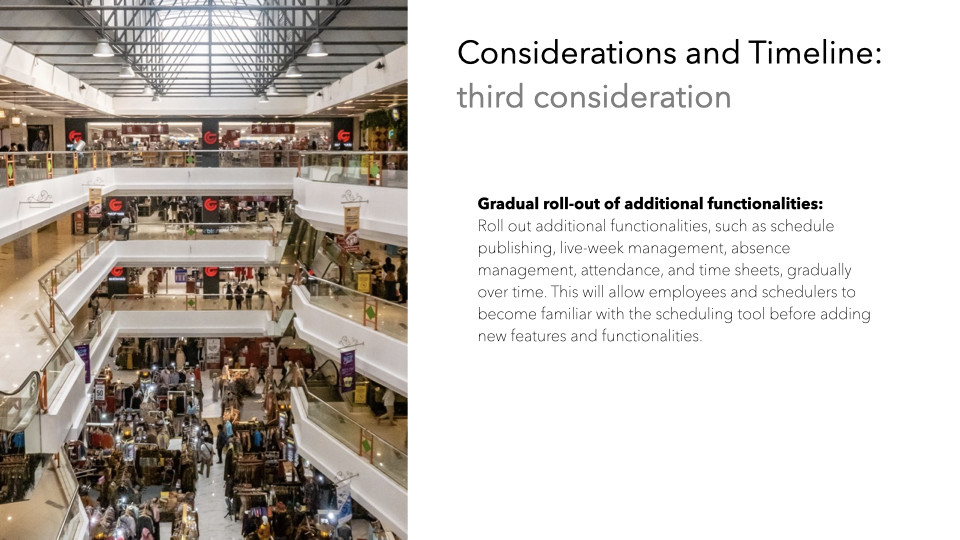 Considerations and Timeline:
third consideration
Gradual roll-out of additional functionalities:
Roll out additional functionalities, such as schedule
publishing, live-week management, absence
management, attendance, and time sheets, gradually
over time. This will allow employees and schedulers to
become familiar with the scheduling tool before adding
new features and functionalities.